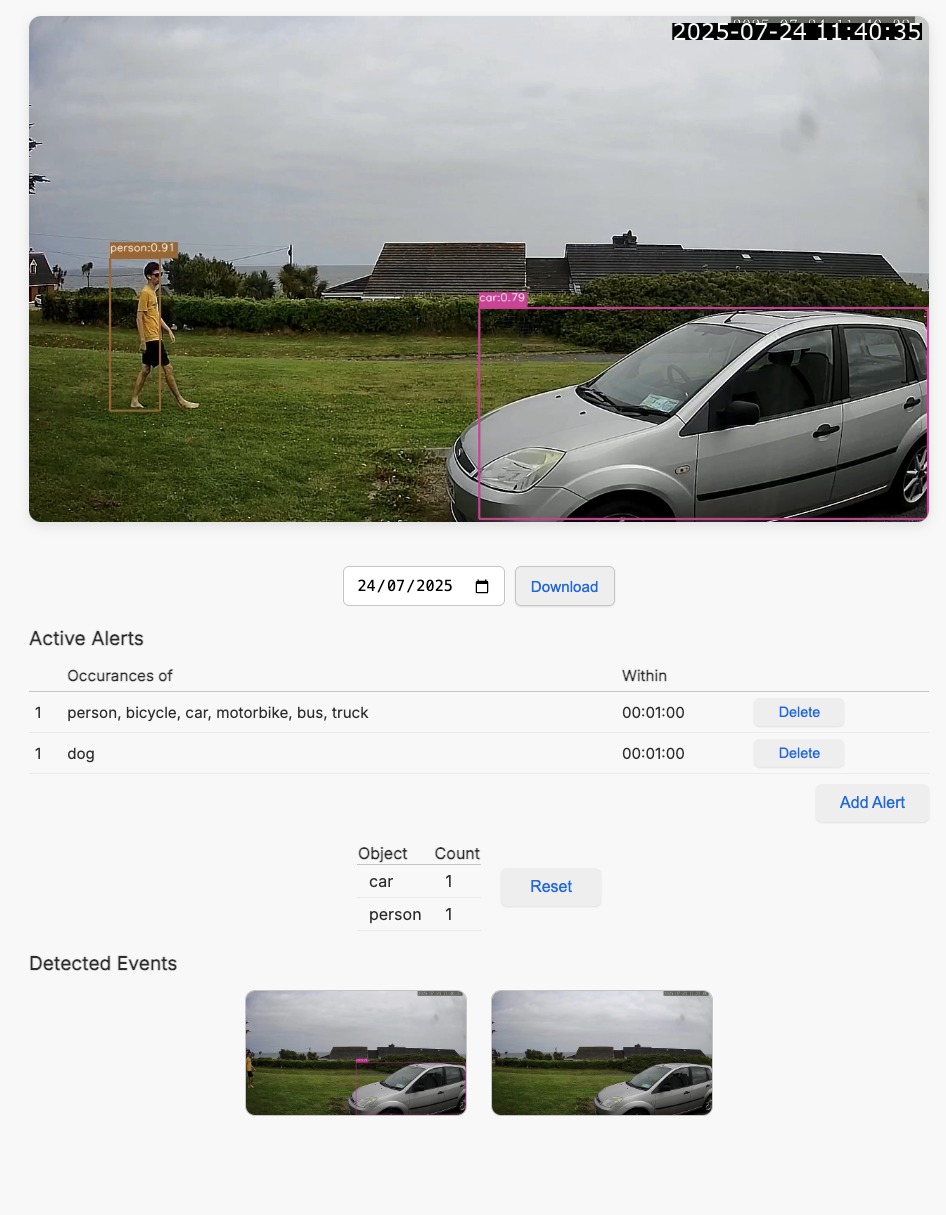 2025-07-24 11:40:35
person:0.91
car:0.79
24/07/2025
Download
Active Alerts
Occurances of Within
1 person, bicycle, car, motorbike, bus, truck 00:01:00 Delete
1 dog 00:01:00 Delete
Add Alert
Object Count
car 1
person 1
Reset
Detected Events